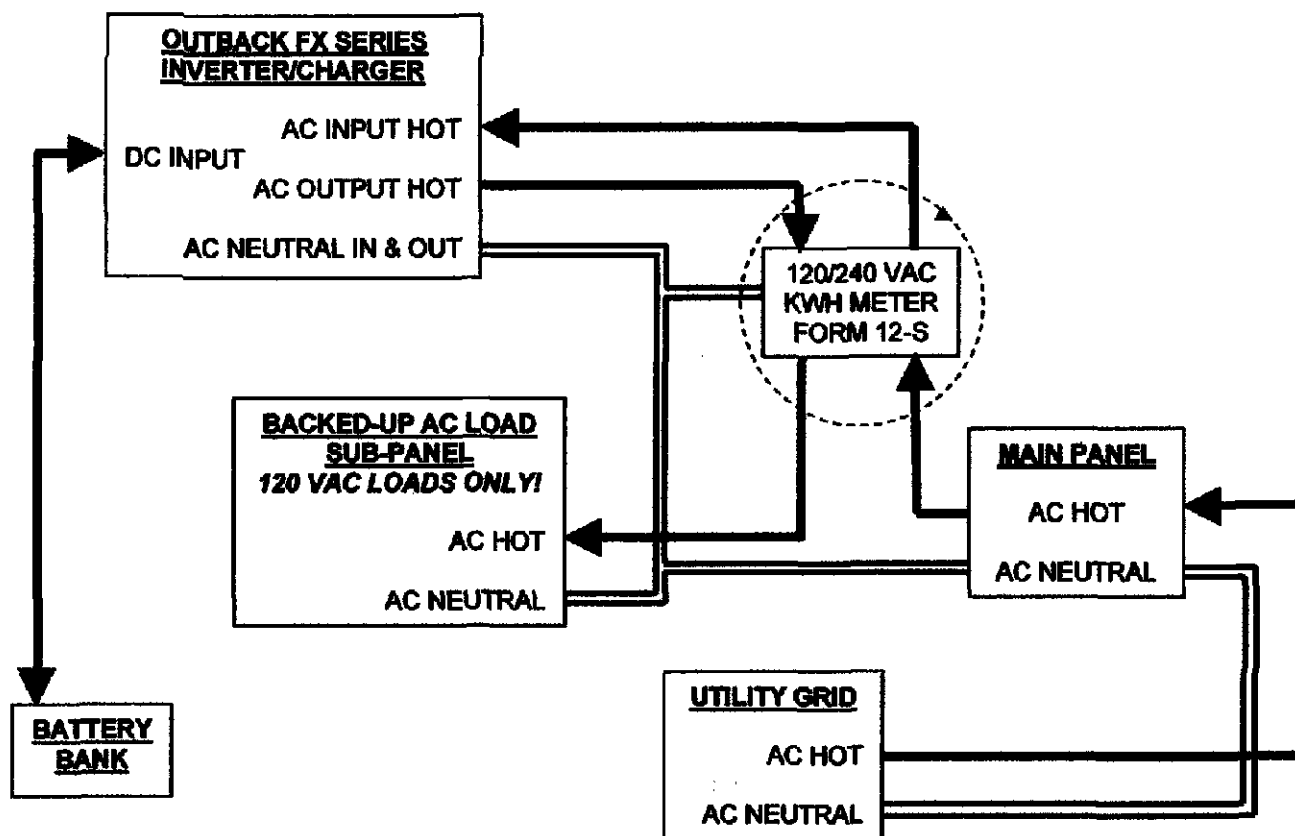 OUTBACK FX SERIES
INVERTER/CHARGER
AC INPUT HOT
DC INPUT
AC OUTPUT HOT
AC NEUTRAL IN & OUT
120/240 VAC
KWH METER
FORM 12-S
BACKED-UP AC LOAD
SUB-PANEL
120 VAC LOADS ONLY!
AC HOT
AC NEUTRAL
MAIN PANEL
AC HOT
AC NEUTRAL
UTILITY GRID
AC HOT
AC NEUTRAL
BATTERY
BANK